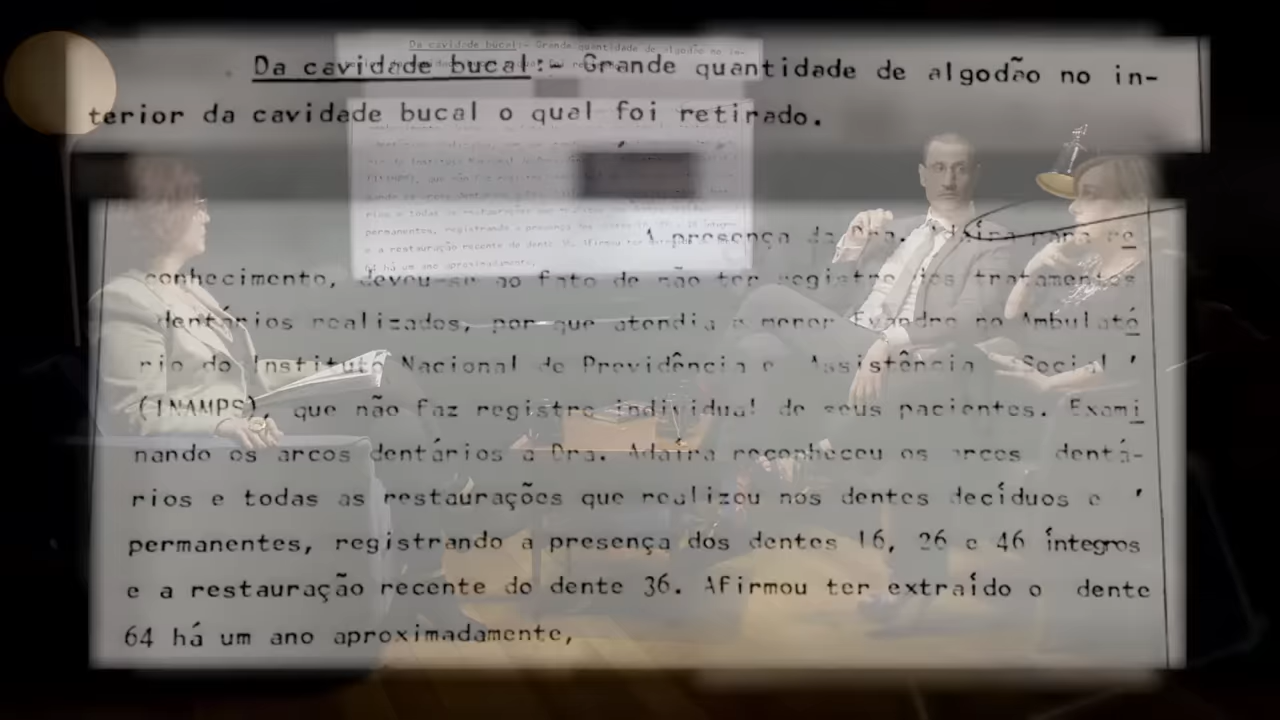 Da cavidade bucal:- Grande quantidade de algodão no in-
terior da cavidade bucal o qual foi retirado.
A presença da Dra. Adaíra para re
conhecimento, deveu-se ao fato de não ter registro dos tratamentos
dentários realizados, por que atendia o menor Evandro no Ambulató
rio do Instituto Nacional de Previdência e Assistência Social '
(INAMPS), que não faz registro individual de seus pacientes. Exami
nando os arcos dentários a Dra. Adaíra reconheceu os arcos dentá-
rios e todas as restaurações que realizou nos dentes decíduos e '
permanentes, registrando a presença dos dentes 16, 26 e 46 íntegros
e a restauração recente do dente 36. Afirmou ter extraído o dente
64 há um ano aproximadamente,